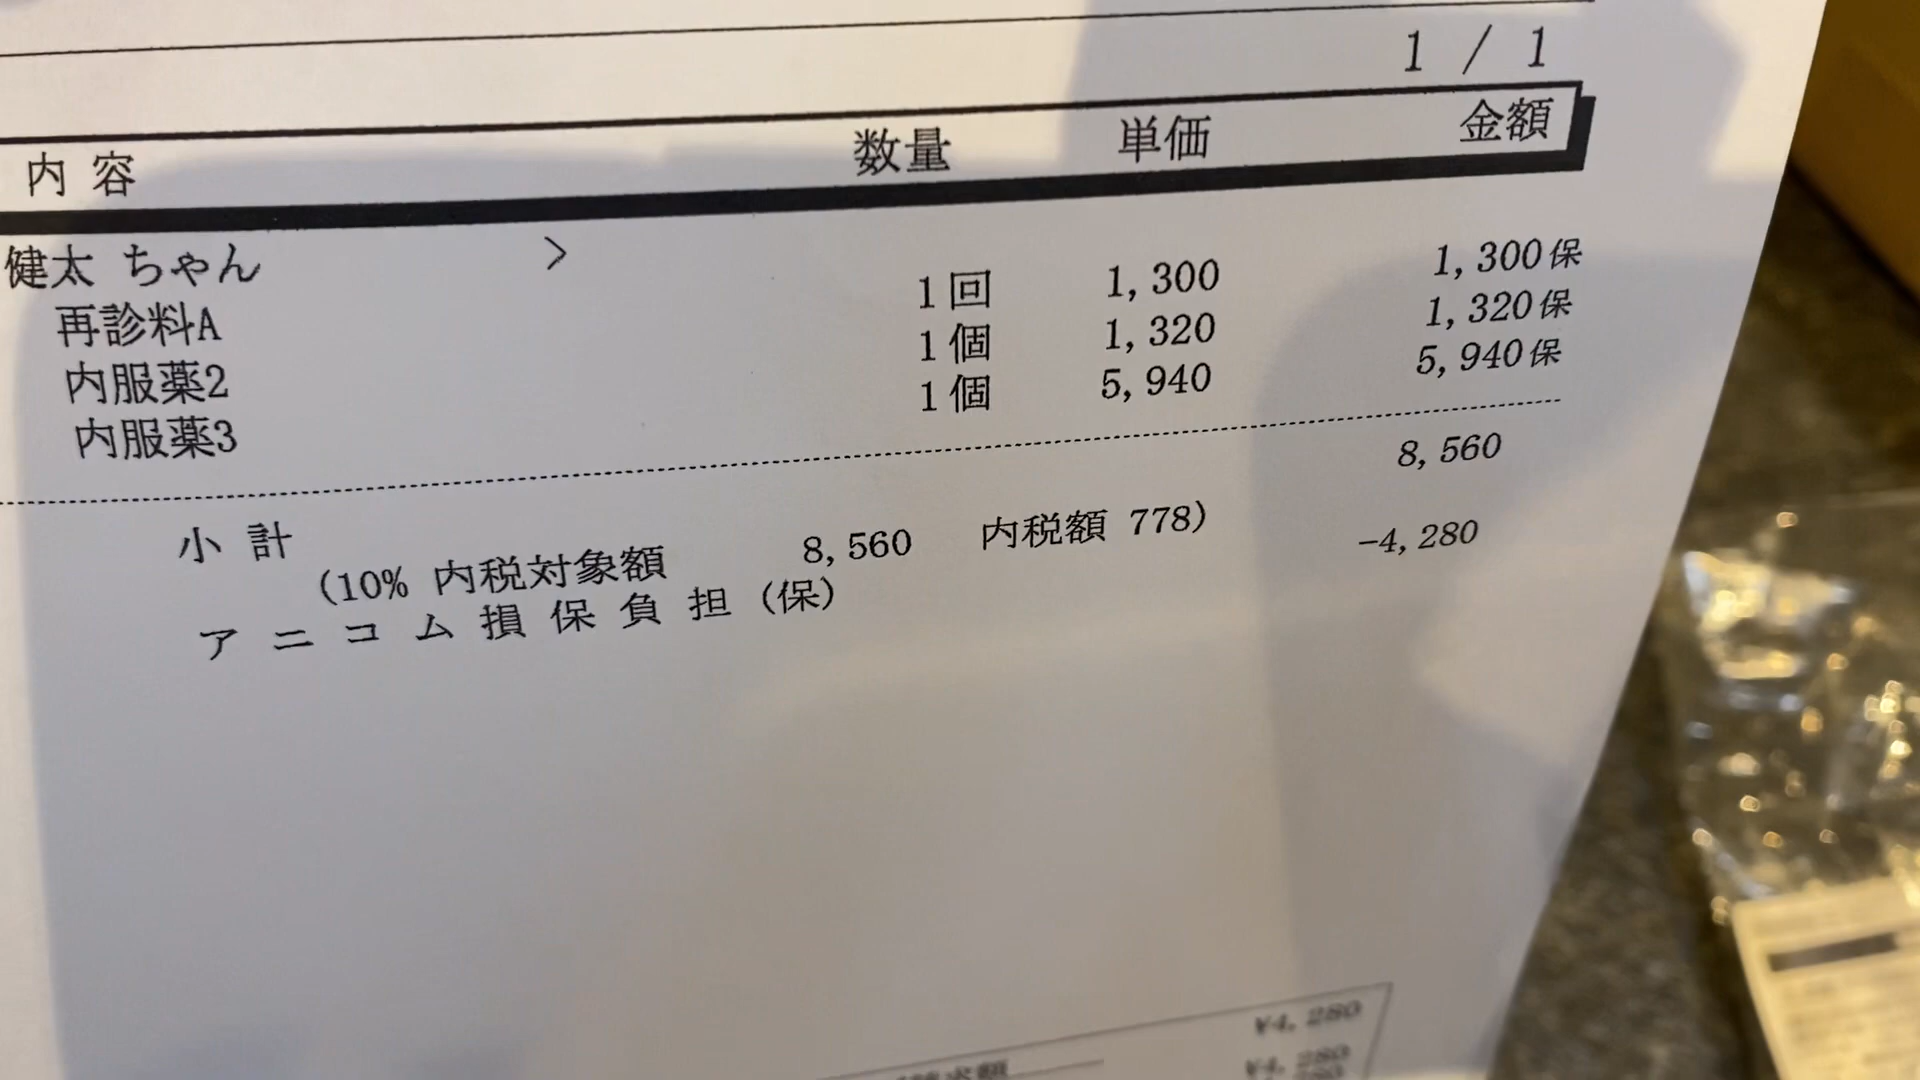 1 / 1
内 容 数量 単価 金額
健太 ちゃん >
再診料A 1回 1,300 1,300保
内服薬2 1個 1,320 1,320保
内服薬3 1個 5,940 5,940保
小 計 8,560
(10% 内税対象額 8,560 内税額 778)
アニコム損保負担(保) -4,280
¥4,280
¥4,280